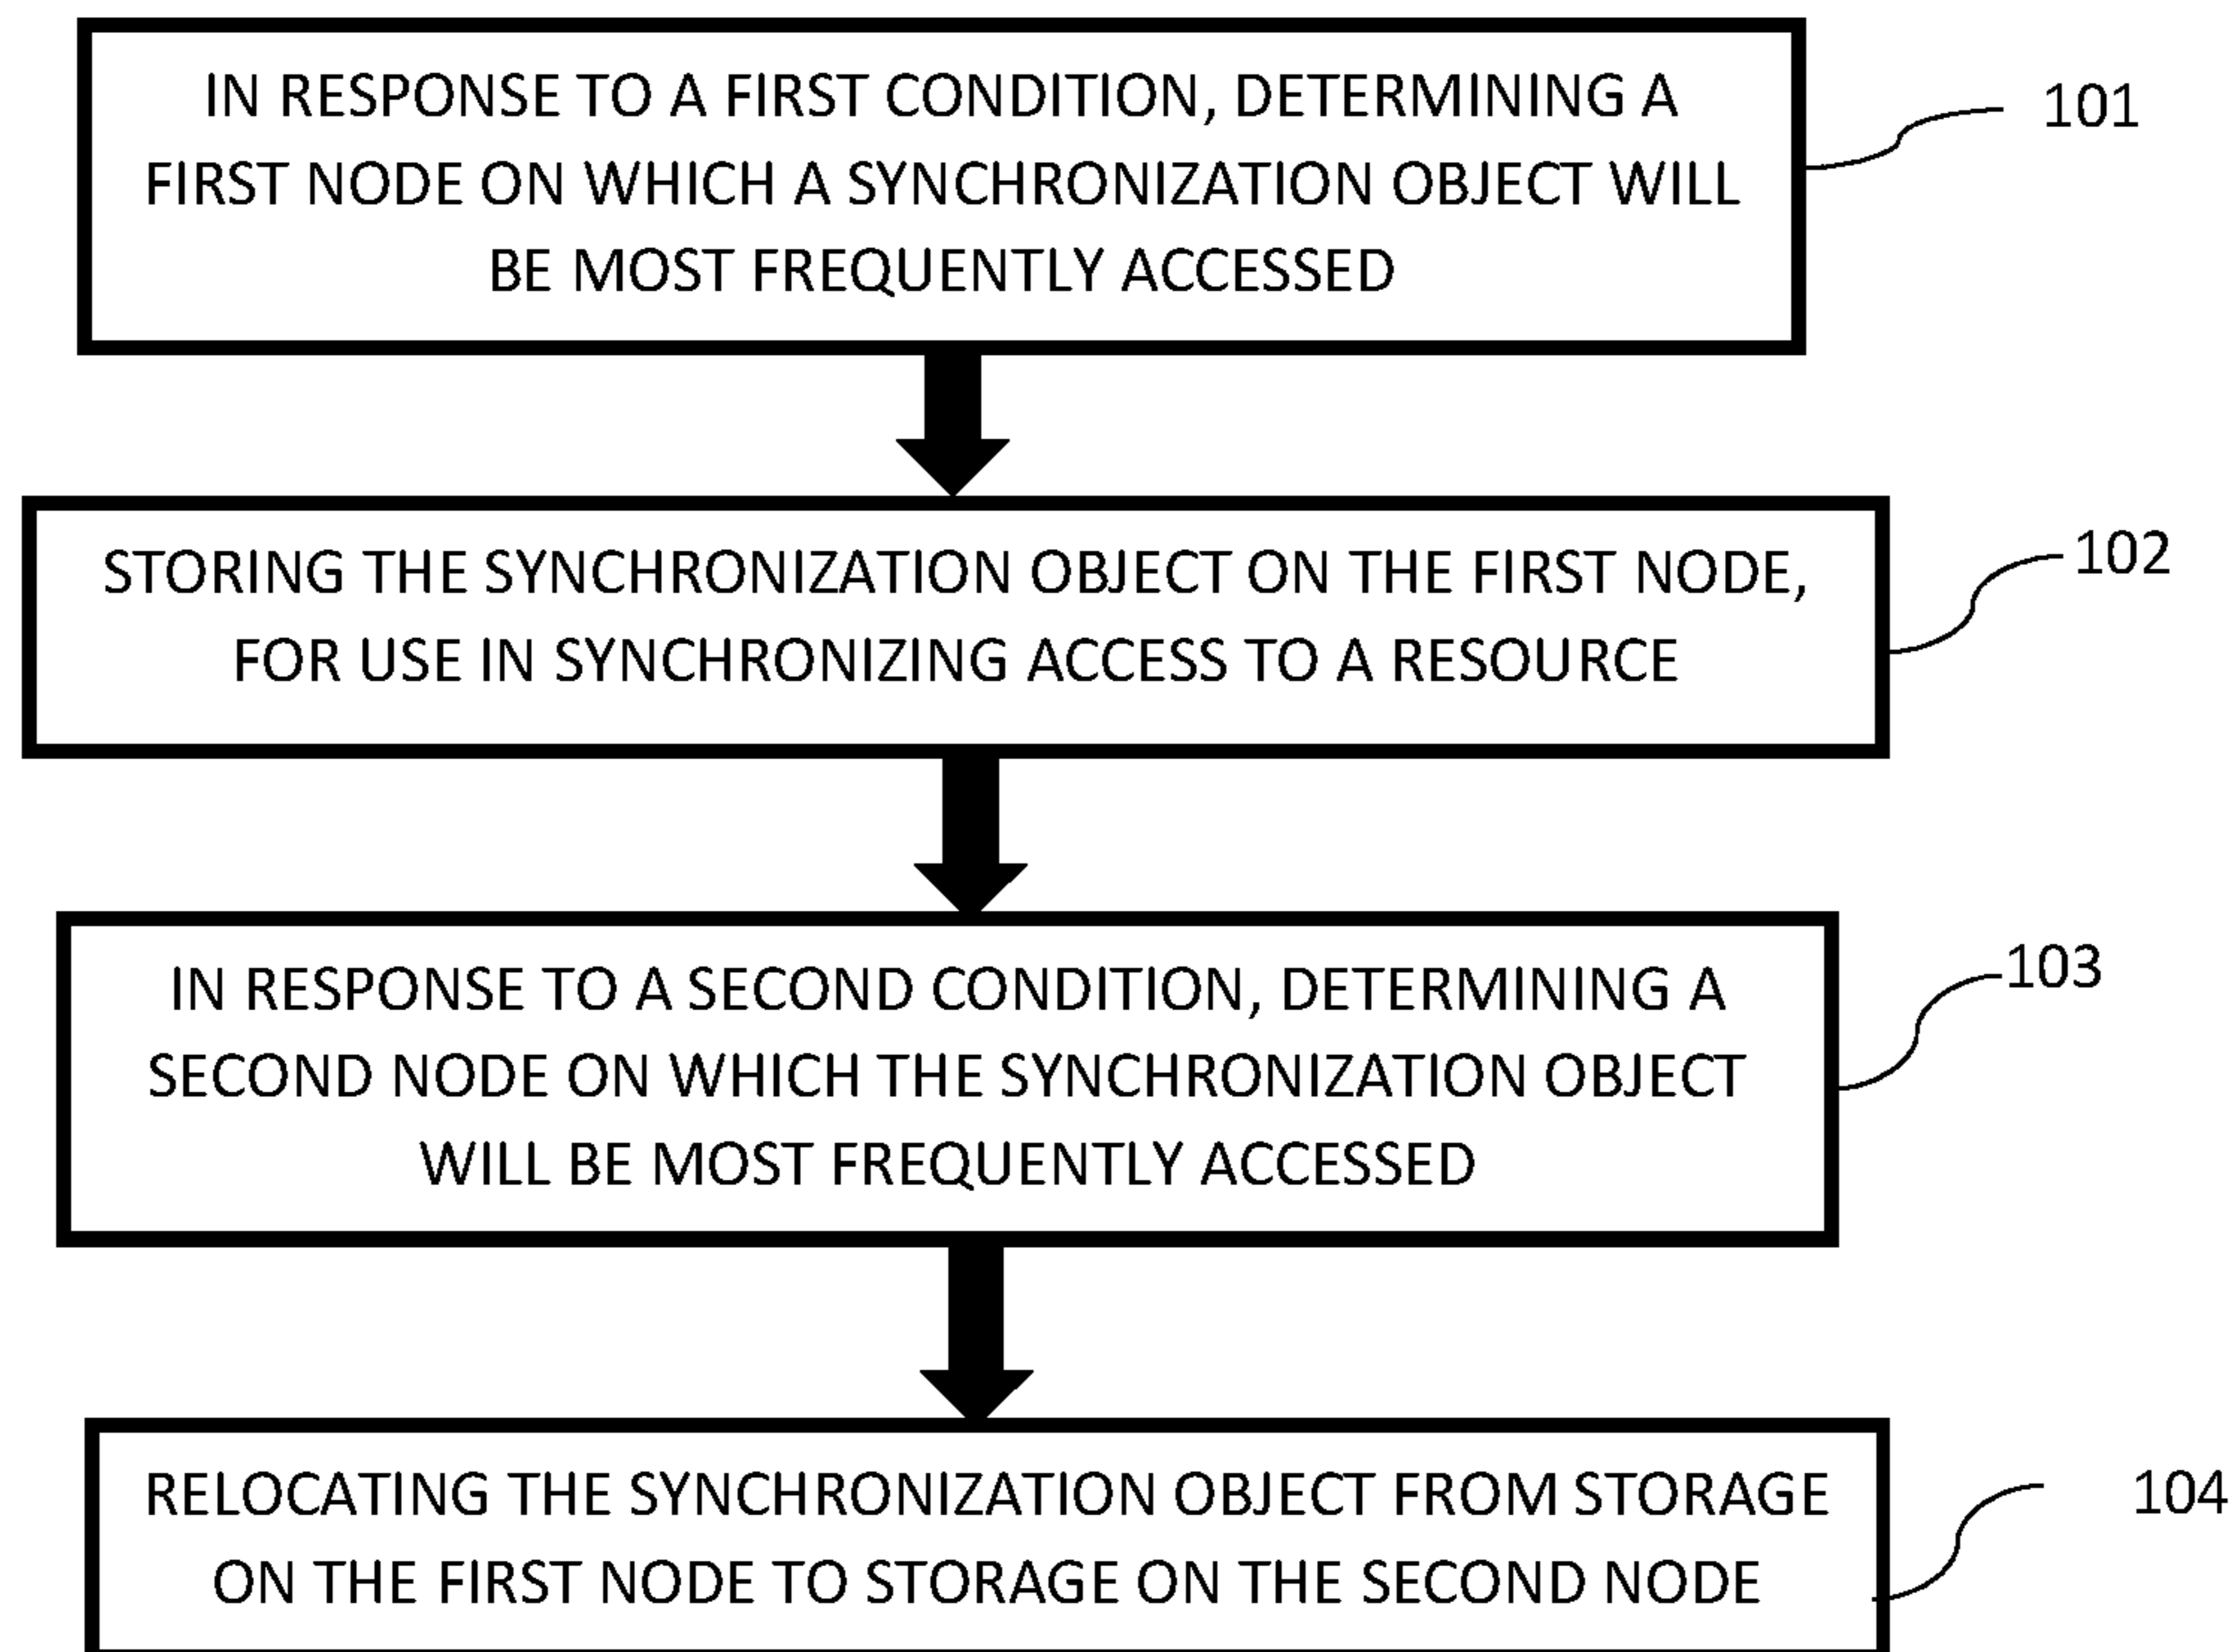 IN RESPONSE TO A FIRST CONDITION, DETERMINING A
FIRST NODE ON WHICH A SYNCHRONIZATION OBJECT WILL
BE MOST FREQUENTLY ACCESSED
101
STORING THE SYNCHRONIZATION OBJECT ON THE FIRST NODE,
FOR USE IN SYNCHRONIZING ACCESS TO A RESOURCE
102
IN RESPONSE TO A SECOND CONDITION, DETERMINING A
SECOND NODE ON WHICH THE SYNCHRONIZATION OBJECT
WILL BE MOST FREQUENTLY ACCESSED
103
RELOCATING THE SYNCHRONIZATION OBJECT FROM STORAGE
ON THE FIRST NODE TO STORAGE ON THE SECOND NODE
104